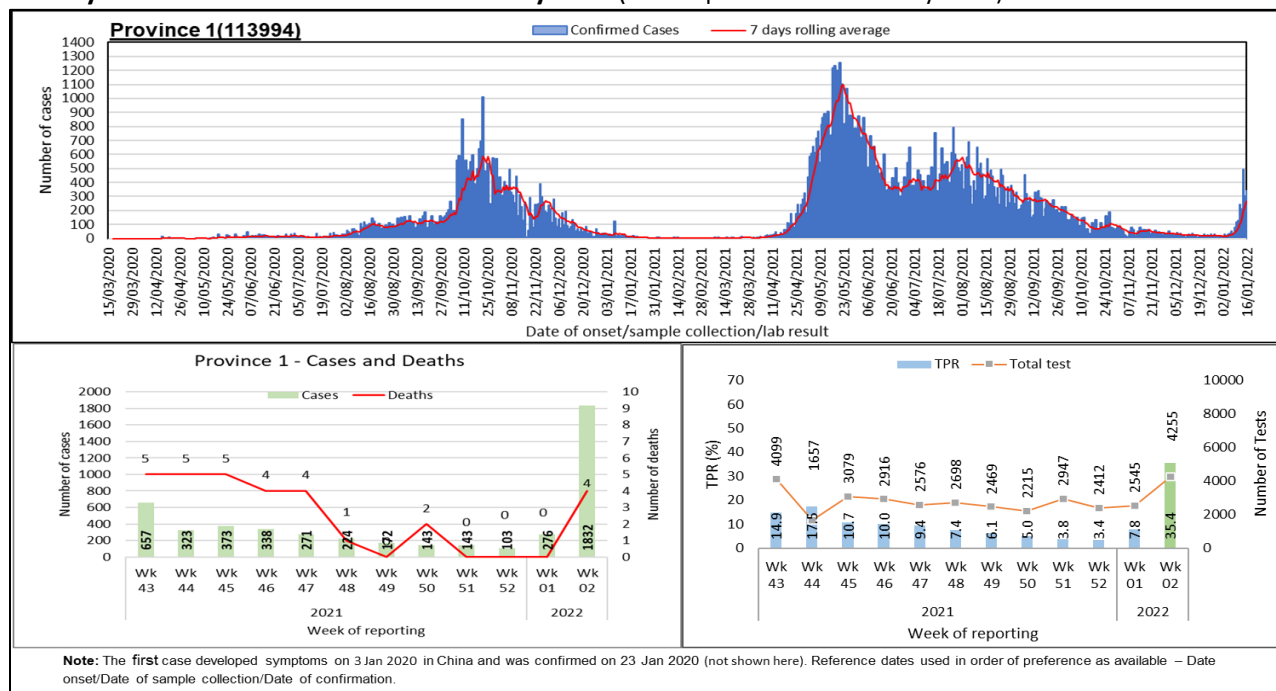 Province 1(113994)
Confirmed Cases
7 days rolling average
Number of cases
1400
1300
1200
1100
1000
900
800
700
600
500
400
300
200
100
0
15/03/2020
29/03/2020
12/04/2020
26/04/2020
10/05/2020
24/05/2020
07/06/2020
21/06/2020
05/07/2020
19/07/2020
02/08/2020
16/08/2020
30/08/2020
13/09/2020
27/09/2020
11/10/2020
25/10/2020
08/11/2020
22/11/2020
06/12/2020
20/12/2020
03/01/2021
17/01/2021
31/01/2021
14/02/2021
28/02/2021
14/03/2021
28/03/2021
11/04/2021
25/04/2021
09/05/2021
23/05/2021
06/06/2021
20/06/2021
04/07/2021
18/07/2021
01/08/2021
15/08/2021
29/08/2021
12/09/2021
26/09/2021
10/10/2021
24/10/2021
07/11/2021
21/11/2021
05/12/2021
19/12/2021
02/01/2022
16/01/2022
Date of onset/sample collection/lab result
Province 1 - Cases and Deaths
Cases
Deaths
Number of cases
2000
1800
1600
1400
1200
1000
800
600
400
200
0
Number of deaths
10
9
8
7
6
5
4
3
2
1
0
5 5 5 4 4 1 2 0 0 0 4
657 323 373 338 271 224 172 143 143 103 276 1832
Wk 43
Wk 44
Wk 45
Wk 46
Wk 47
Wk 48
Wk 49
Wk 50
Wk 51
Wk 52
Wk 01
Wk 02
2021
2022
Week of reporting
TPR
Total test
TPR (%)
70
60
50
40
30
20
10
0
Number of Tests
10000
8000
6000
4000
2000
0
4099 1657 3079 2916 2576 2698 2469 2215 2947 2412 2545 4255
14.9 17.5 10.7 10.0 9.4 7.4 6.1 5.0 3.8 3.4 7.8 35.4
Wk 43
Wk 44
Wk 45
Wk 46
Wk 47
Wk 48
Wk 49
Wk 50
Wk 51
Wk 52
Wk 01
Wk 02
2021
2022
Week of reporting
Note: The first case developed symptoms on 3 Jan 2020 in China and was confirmed on 23 Jan 2020 (not shown here). Reference dates used in order of preference as available – Date
onset/Date of sample collection/Date of confirmation.